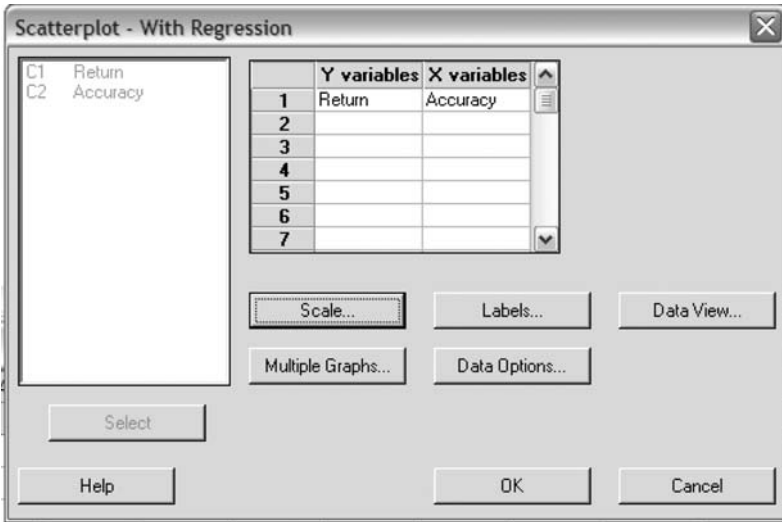 Scatterplot - With Regression
C1 Return
C2 Accuracy
Y variables X variables
1 Return Accuracy
2
3
4
5
6
7
Scale... Labels... Data View...
Multiple Graphs... Data Options...
Select
Help OK Cancel